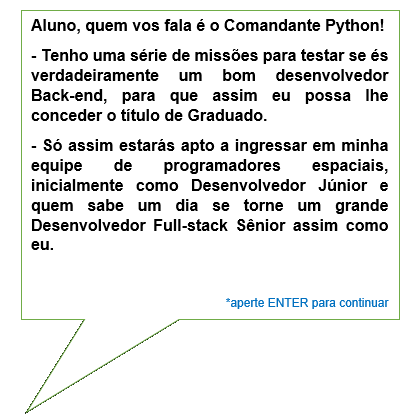 Aluno, quem vos fala é o Comandante Python!
- Tenho uma série de missões para testar se és
verdadeiramente um bom desenvolvedor
Back-end, para que assim eu possa lhe
conceder o título de Graduado.
- Só assim estarás apto a ingressar em minha
equipe de programadores espaciais,
inicialmente como Desenvolvedor Júnior e
quem sabe um dia se torne um grande
Desenvolvedor Full-stack Sênior assim como
eu.
*aperte ENTER para continuar